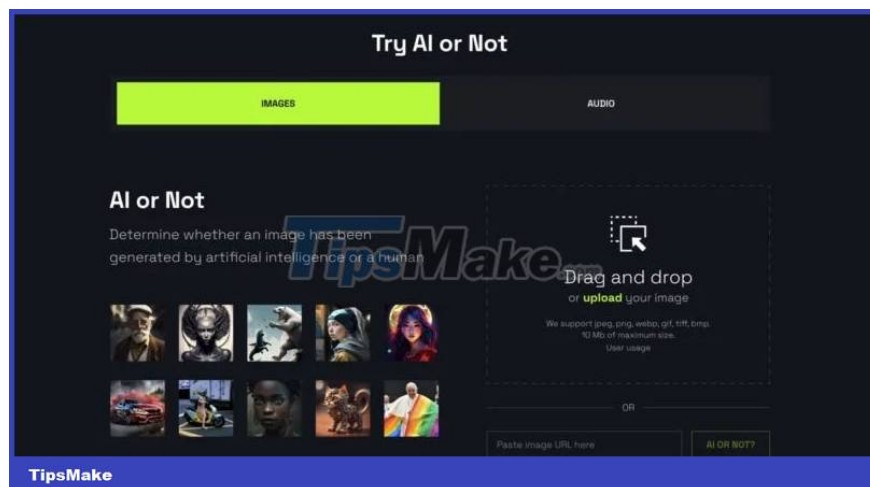 Try AI or Not
IMAGES
AUDIO
AI or Not
Determine whether an image has been
generated by artificial intelligence or a human
TipsMake.com
Drag and drop
or upload your image
We support jpeg, png, webp, gif, tiff, bmp.
10 Mb of maximum size.
User usage
OR
Paste image URL here
AI OR NOT?
TipsMake